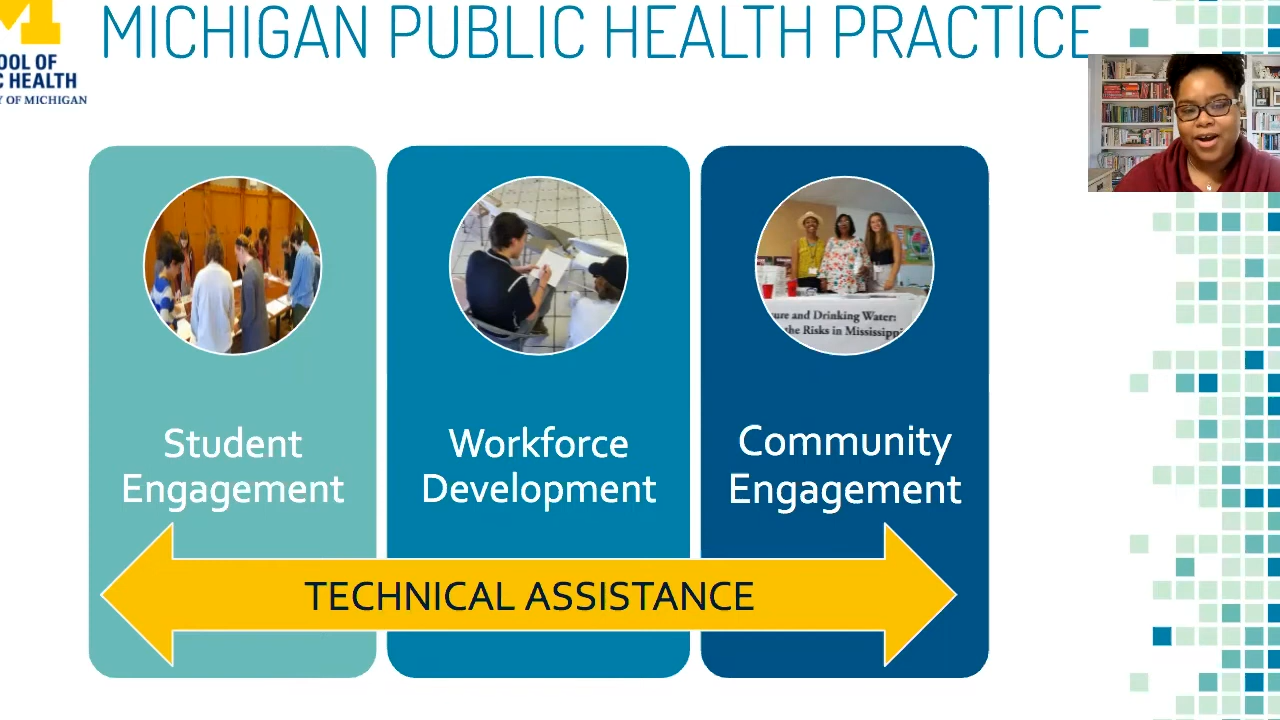 MICHIGAN PUBLIC HEALTH PRACTICE
OOL OF
C HEALTH
Y OF MICHIGAN
ure and Drinking Water:
the Risks in Mississippi
Student
Engagement
Workforce
Development
Community
Engagement
TECHNICAL ASSISTANCE